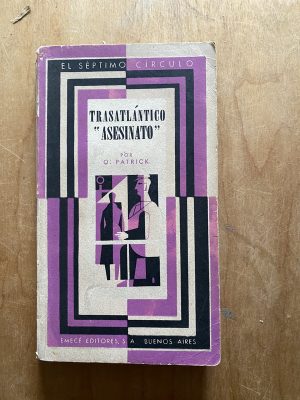 EL SÉPTIMO CÍRCULO
TRASATLÁNTICO
"ASESINATO"
POR
Q. PATRICK
EMECÉ EDITORES, S. A. BUENOS AIRES